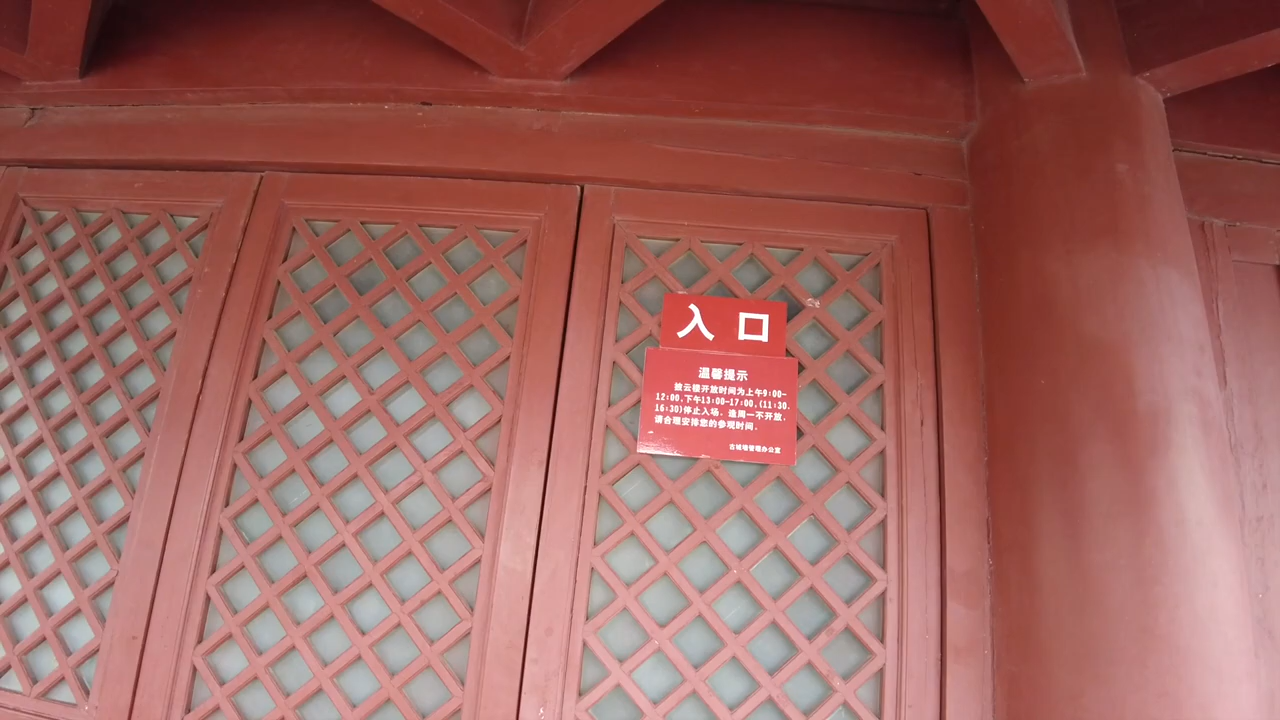 入口
温馨提示
披云楼开放时间为上午9:00-
12:00,下午13:00-17:00,(11:30.
16:30)停止入场。逢周一不开放,
请合理安排您的参观时间。
古城墙管理办公室